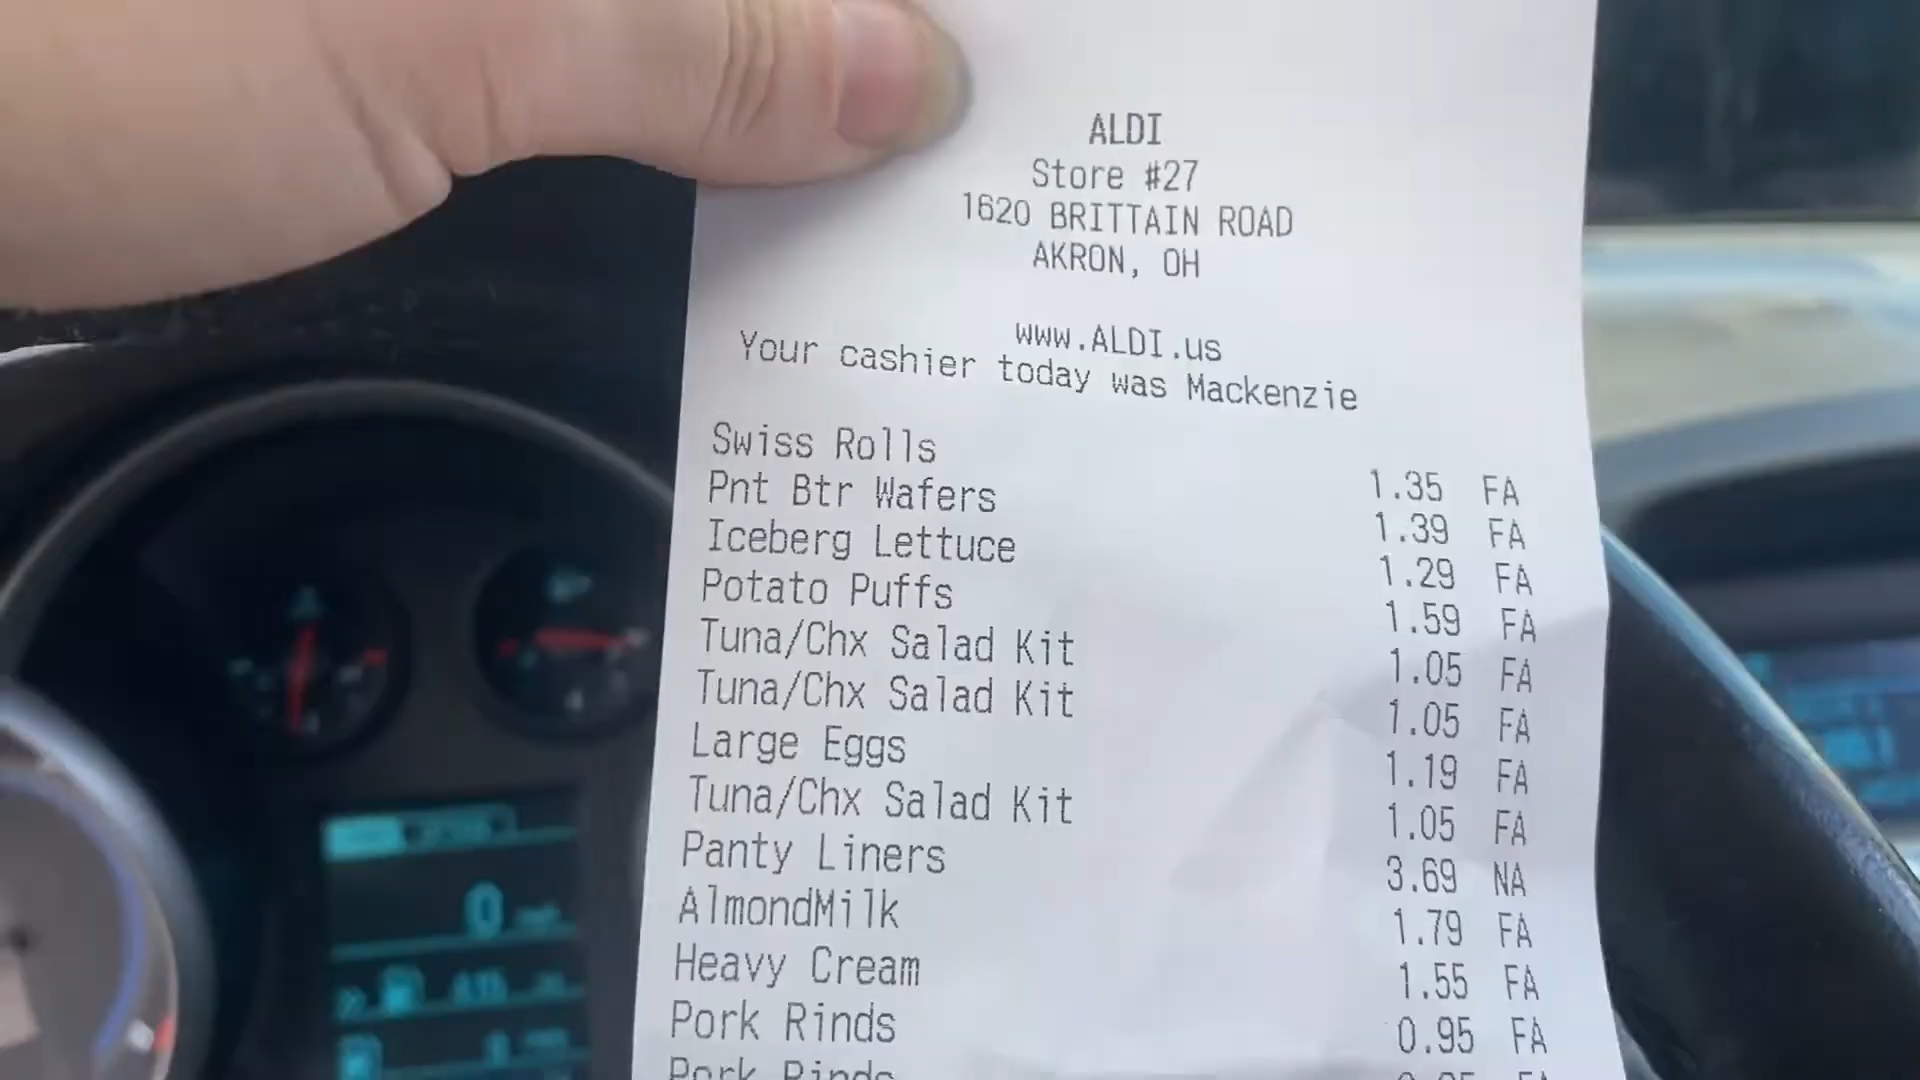 ALDI
Store #27
1620 BRITTAIN ROAD
AKRON, OH
www.ALDI.us
Your cashier today was Mackenzie
Swiss Rolls 1.35 FA
Pnt Btr Wafers 1.39 FA
Iceberg Lettuce 1.29 FA
Potato Puffs 1.59 FA
Tuna/Chx Salad Kit 1.05 FA
Tuna/Chx Salad Kit 1.05 FA
Large Eggs 1.19 FA
Tuna/Chx Salad Kit 1.05 FA
Panty Liners 3.69 NA
AlmondMilk 1.79 FA
Heavy Cream 1.55 FA
Pork Rinds 0.95 FA
Pork Rinds
0